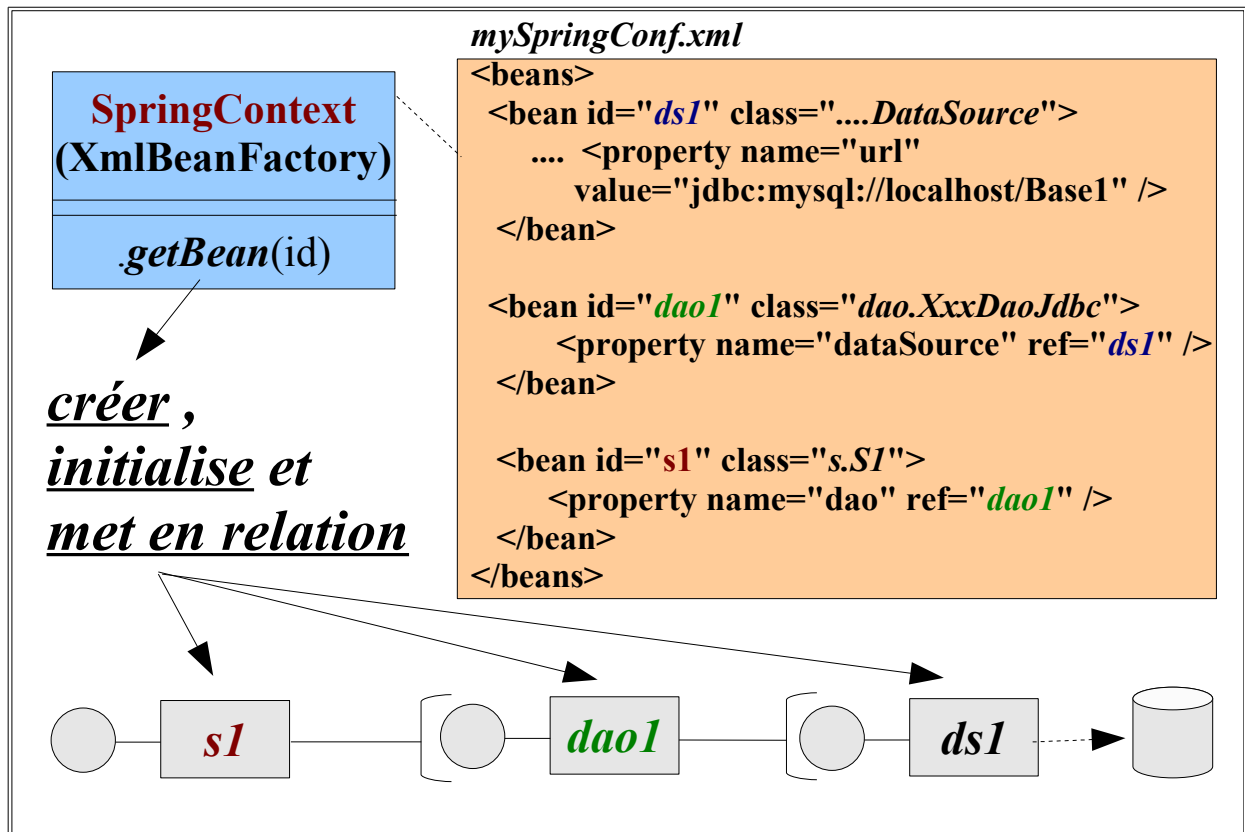 mySpringConf.xml
SpringContext
(XmlBeanFactory)
.getBean(id)
<beans>
<bean id="ds1" class="....DataSource">
.... <property name="url"
value="jdbc:mysql://localhost/Base1" />
</bean>
<bean id="dao1" class="dao.XxxDaoJdbc">
<property name="dataSource" ref="ds1" />
</bean>
<bean id="s1" class="s.S1">
<property name="dao" ref="dao1" />
</bean>
</beans>
créer ,
initialise et
met en relation
s1
dao1
ds1